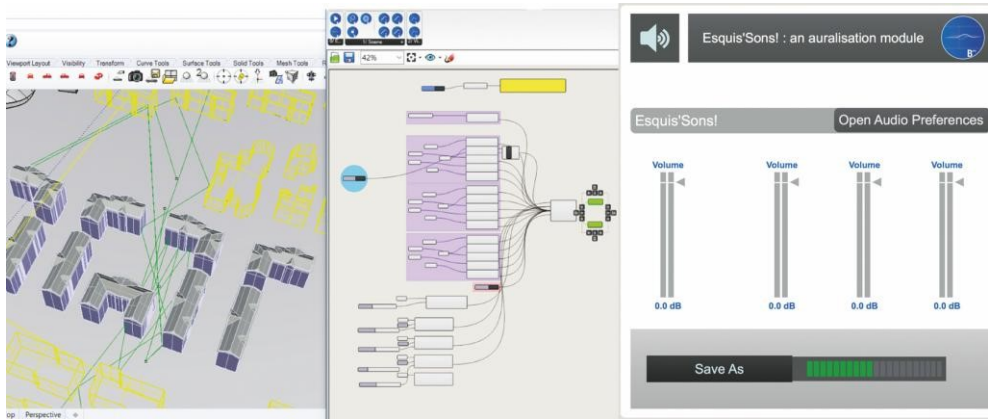 Viewport Layout Visibility Transform Curve Tools Surface Tools Solid Tools Mesh Tools
op Perspective
42%
Esquis'Sons! : an auralisation module
B
Esquis'Sons!
Open Audio Preferences
Volume Volume Volume Volume
0.0 dB 0.0 dB 0.0 dB 0.0 dB
Save As